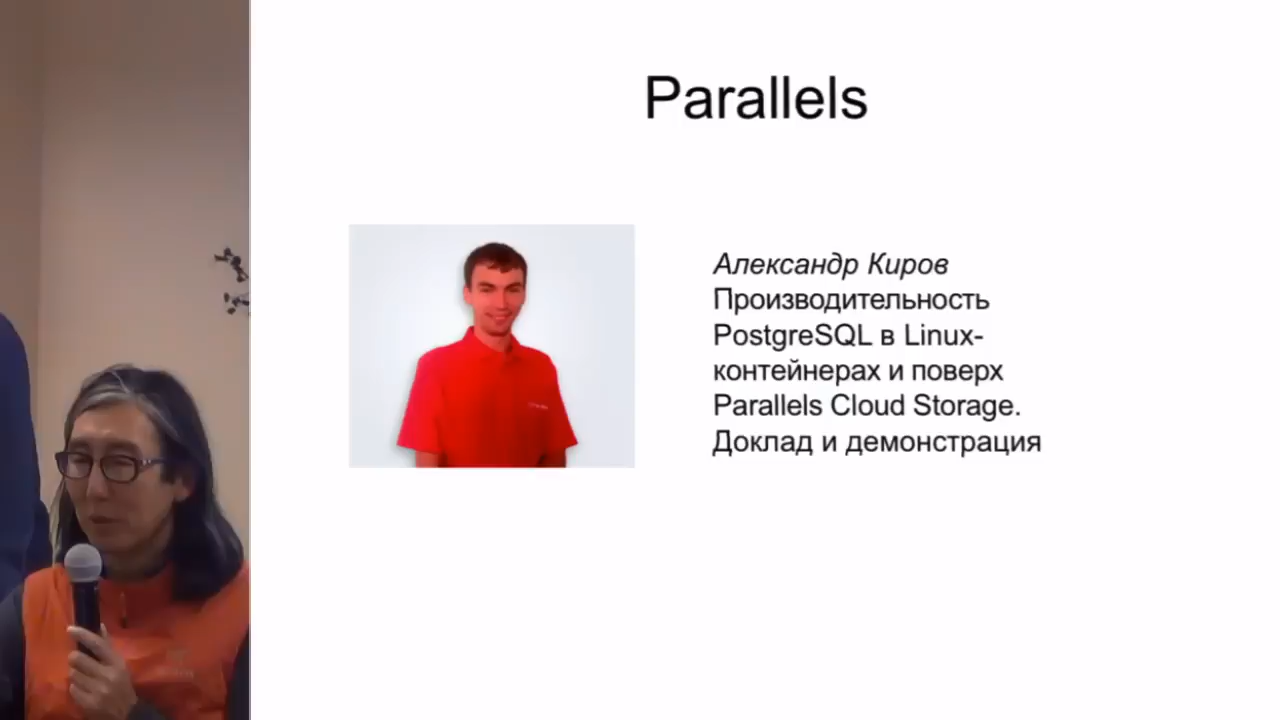 Parallels
Александр Киров
Производительность
PostgreSQL в Linux-
контейнерах и поверх
Parallels Cloud Storage.
Доклад и демонстрация